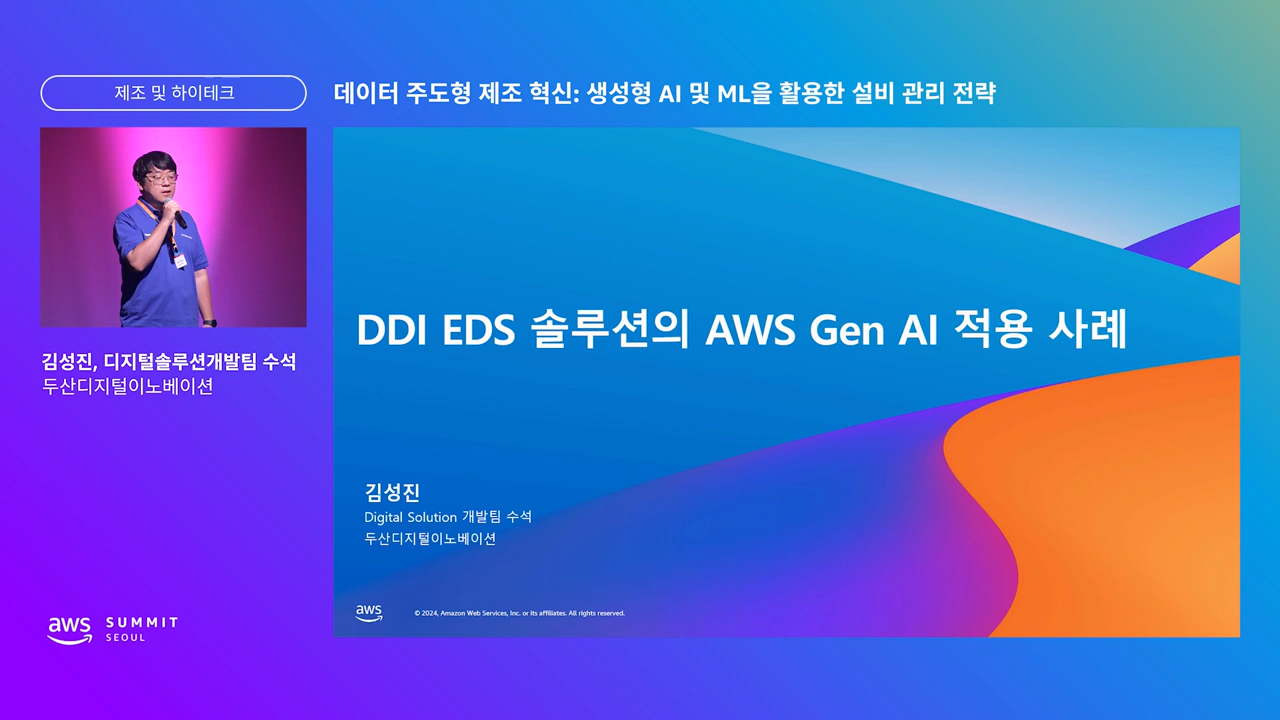 제조 및 하이테크
데이터 주도형 제조 혁신: 생성형 AI 및 ML을 활용한 설비 관리 전략
김성진, 디지털솔루션개발팀 수석
두산디지털이노베이션
DDI EDS 솔루션의 AWS Gen AI 적용 사례
김성진
Digital Solution 개발팀 수석
두산디지털이노베이션
aws
© 2024, Amazon Web Services, Inc. or its affiliates. All rights reserved.
aws SUMMIT
SEOUL